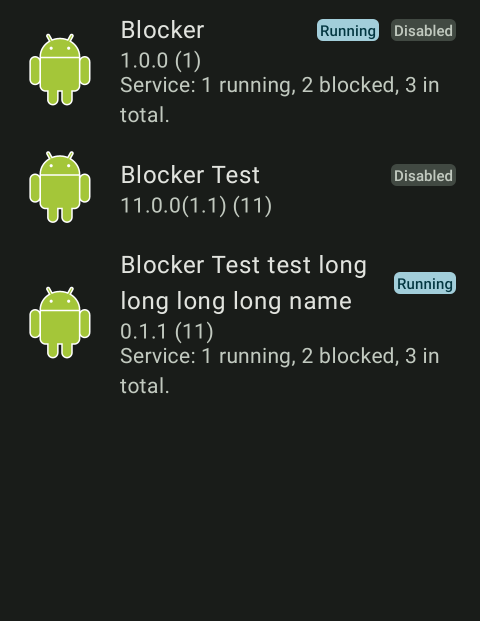 Blocker Running Disabled
1.0.0 (1)
Service: 1 running, 2 blocked, 3 in
total.
Blocker Test Disabled
11.0.0(1.1) (11)
Blocker Test test long
long long long name Running
0.1.1 (11)
Service: 1 running, 2 blocked, 3 in
total.